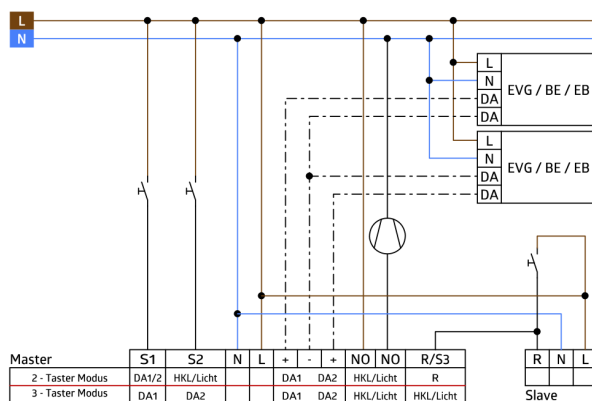 L
N
L
N
DA
DA
EVG / BE / EB
L
N
DA
DA
EVG / BE / EB
Master S1 S2 N L + - + NO NO R/S3
2 - Taster Modus DA1/2 HKL/Licht DA1 DA2 HKL/Licht R
3 - Taster Modus DA1 DA2 DA1 DA2 HKL/Licht HKL/Licht
R N L
Slave